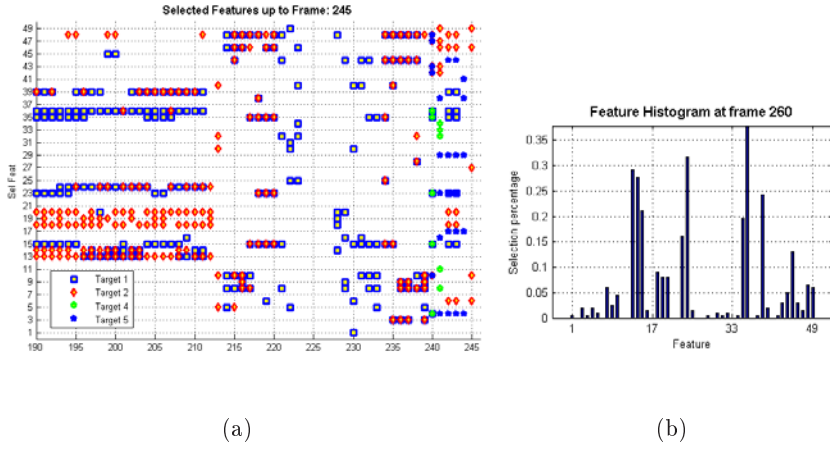 Selected Features up to Frame: 245
49
47
45
43
41
39
37
35
33
31
29
27
25
23
21
19
17
15
13
11
9
7
5
3
1
Sel Feat
Target 1
Target 2
Target 4
Target 5
190 195 200 205 210 215 220 225 230 235 240 245
(a)
Feature Histogram at frame 260
0.35
0.3
0.25
0.2
0.15
0.1
0.05
0
Selection percentage
1 17 33 49
Feature
(b)